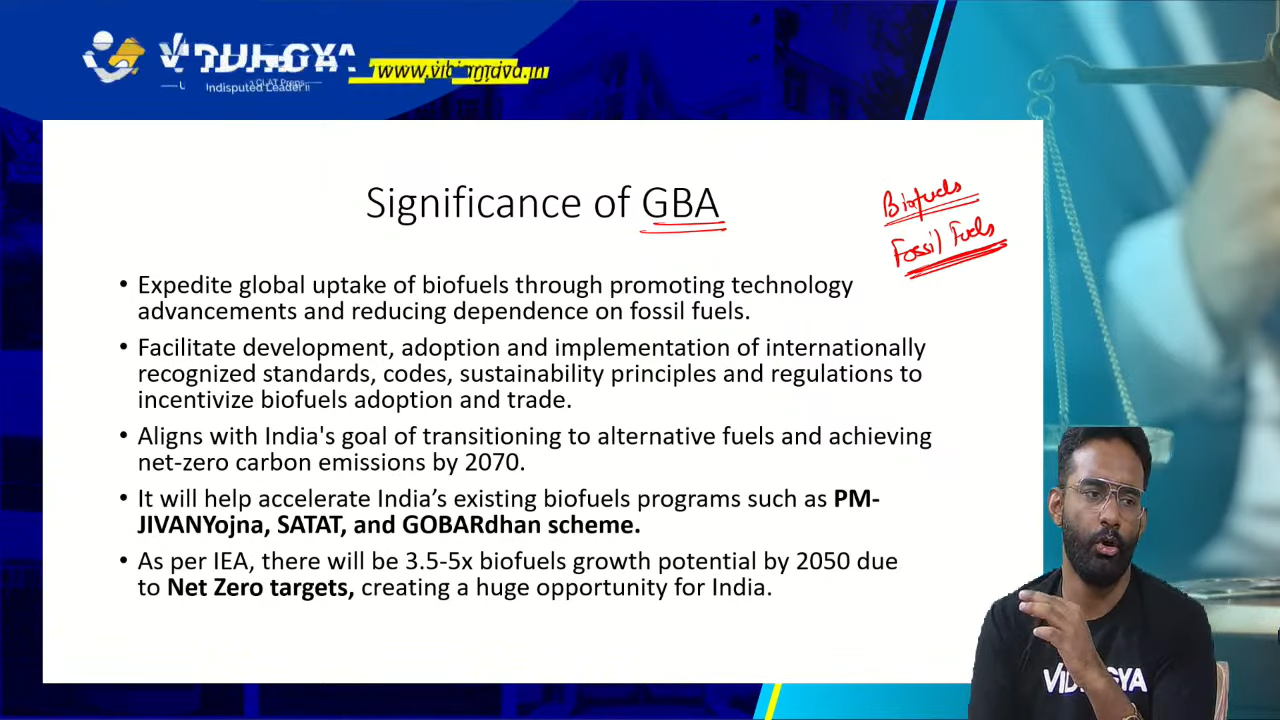 www.
Indisputed Leader
Significance of GBA
Biofuels
Fossil Fuels
• Expedite global uptake of biofuels through promoting technology
advancements and reducing dependence on fossil fuels.
• Facilitate development, adoption and implementation of internationally
recognized standards, codes, sustainability principles and regulations to
incentivize biofuels adoption and trade.
• Aligns with India's goal of transitioning to alternative fuels and achieving
net-zero carbon emissions by 2070.
• It will help accelerate India’s existing biofuels programs such as PM-
JIVANYojna, SATAT, and GOBARdhan scheme.
• As per IEA, there will be 3.5-5x biofuels growth potential by 2050 due
to Net Zero targets, creating a huge opportunity for India.